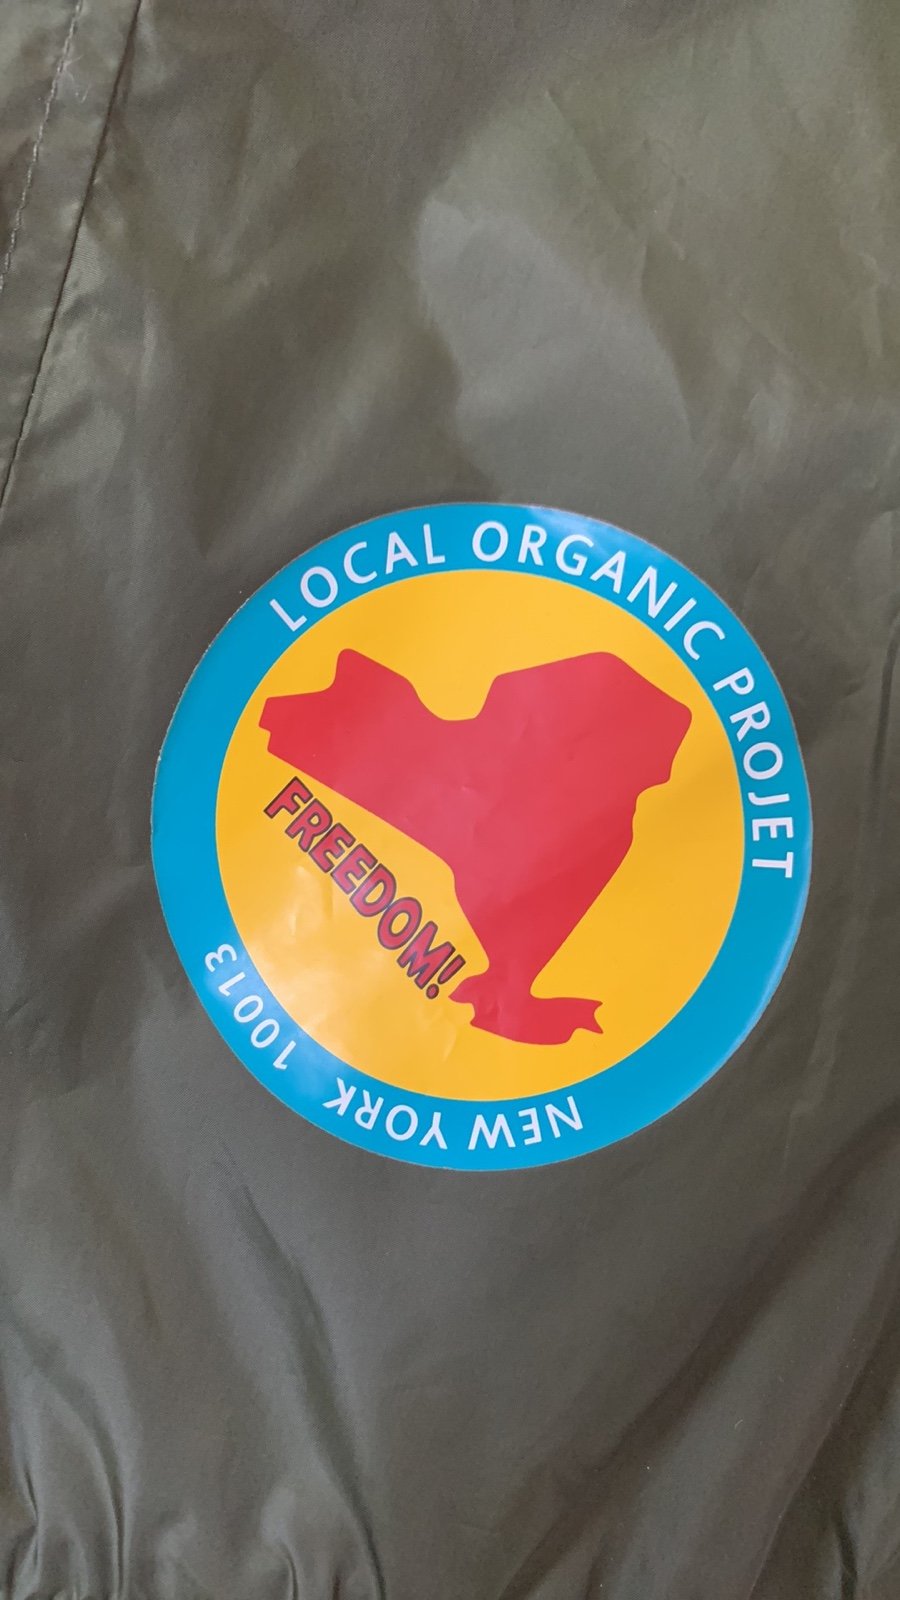 LOCAL ORGANIC PROJET
FREEDOM!
NEW YORK 10013